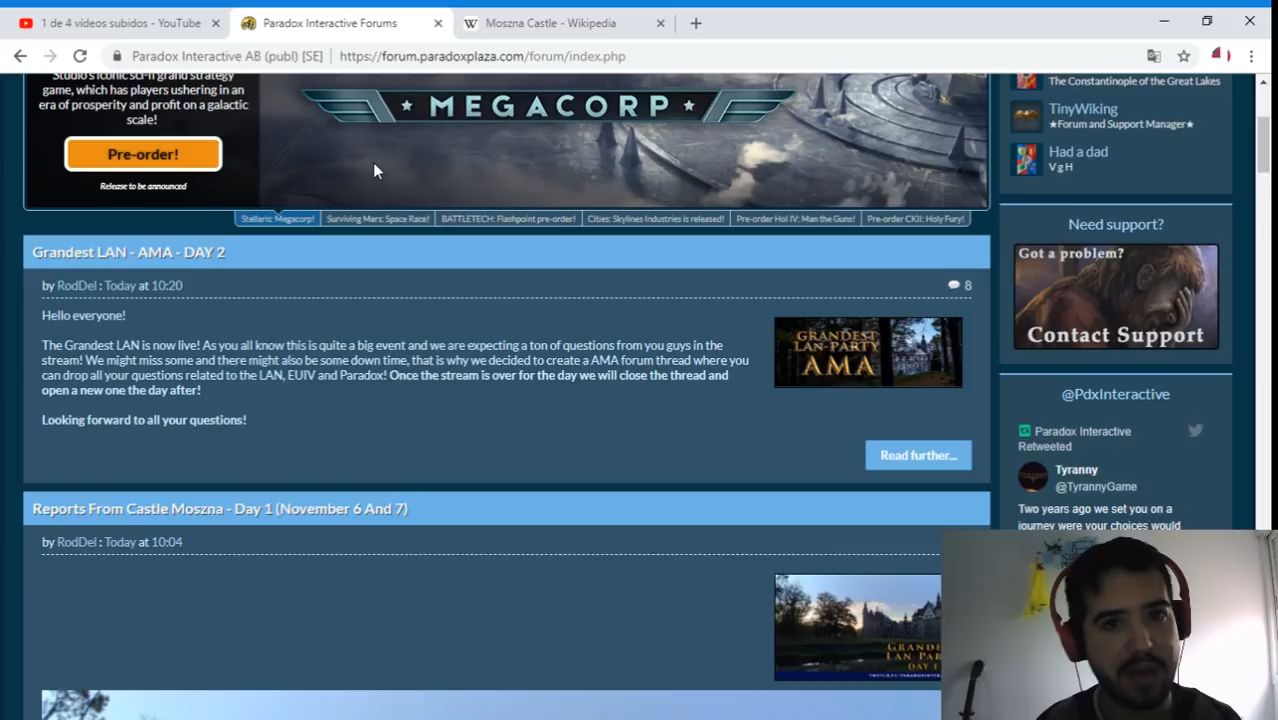 1 de 4 vídeos subidos - YouTube
Paradox Interactive Forums
Moszna Castle - Wikipedia
Paradox Interactive AB (publ) [SE]
https://forum.paradoxplaza.com/forum/index.php
Studio's iconic sci-fi grand strategy
game, which has players ushering in an
era of prosperity and profit on a galactic
scale!
Pre-order!
Release to be announced
MEGACORP
Stellaris: Megacorp!
Surviving Mars: Space Race!
BATTLETECH: Flashpoint pre-order!
Cities: Skylines Industries is released!
Pre-order HoI IV: Man the Guns!
Pre-order CKII: Holy Fury!
Grandest LAN - AMA - DAY 2
by RodDel : Today at 10:20
8
Hello everyone!
The Grandest LAN is now live! As you all know this is quite a big event and we are expecting a ton of questions from you guys in the
stream! We might miss some and there might also be some down time, that is why we decided to create a AMA forum thread where you
can drop all your questions related to the LAN, EUIV and Paradox! Once the stream is over for the day we will close the thread and
open a new one the day after!
Looking forward to all your questions!
GRANDEST
LAN-PARTY
AMA
Read further...
Reports From Castle Moszna - Day 1 (November 6 And 7)
by RodDel : Today at 10:04
GRAND
LAN-PA
DAY 1
The Constantinople of the Great Lakes
TinyWiking
★Forum and Support Manager★
Had a dad
V g H
Need support?
Got a problem?
Contact Support
@PdxInteractive
Paradox Interactive
Retweeted
Tyranny
@TyrannyGame
Two years ago we set you on a
journey were your choices would